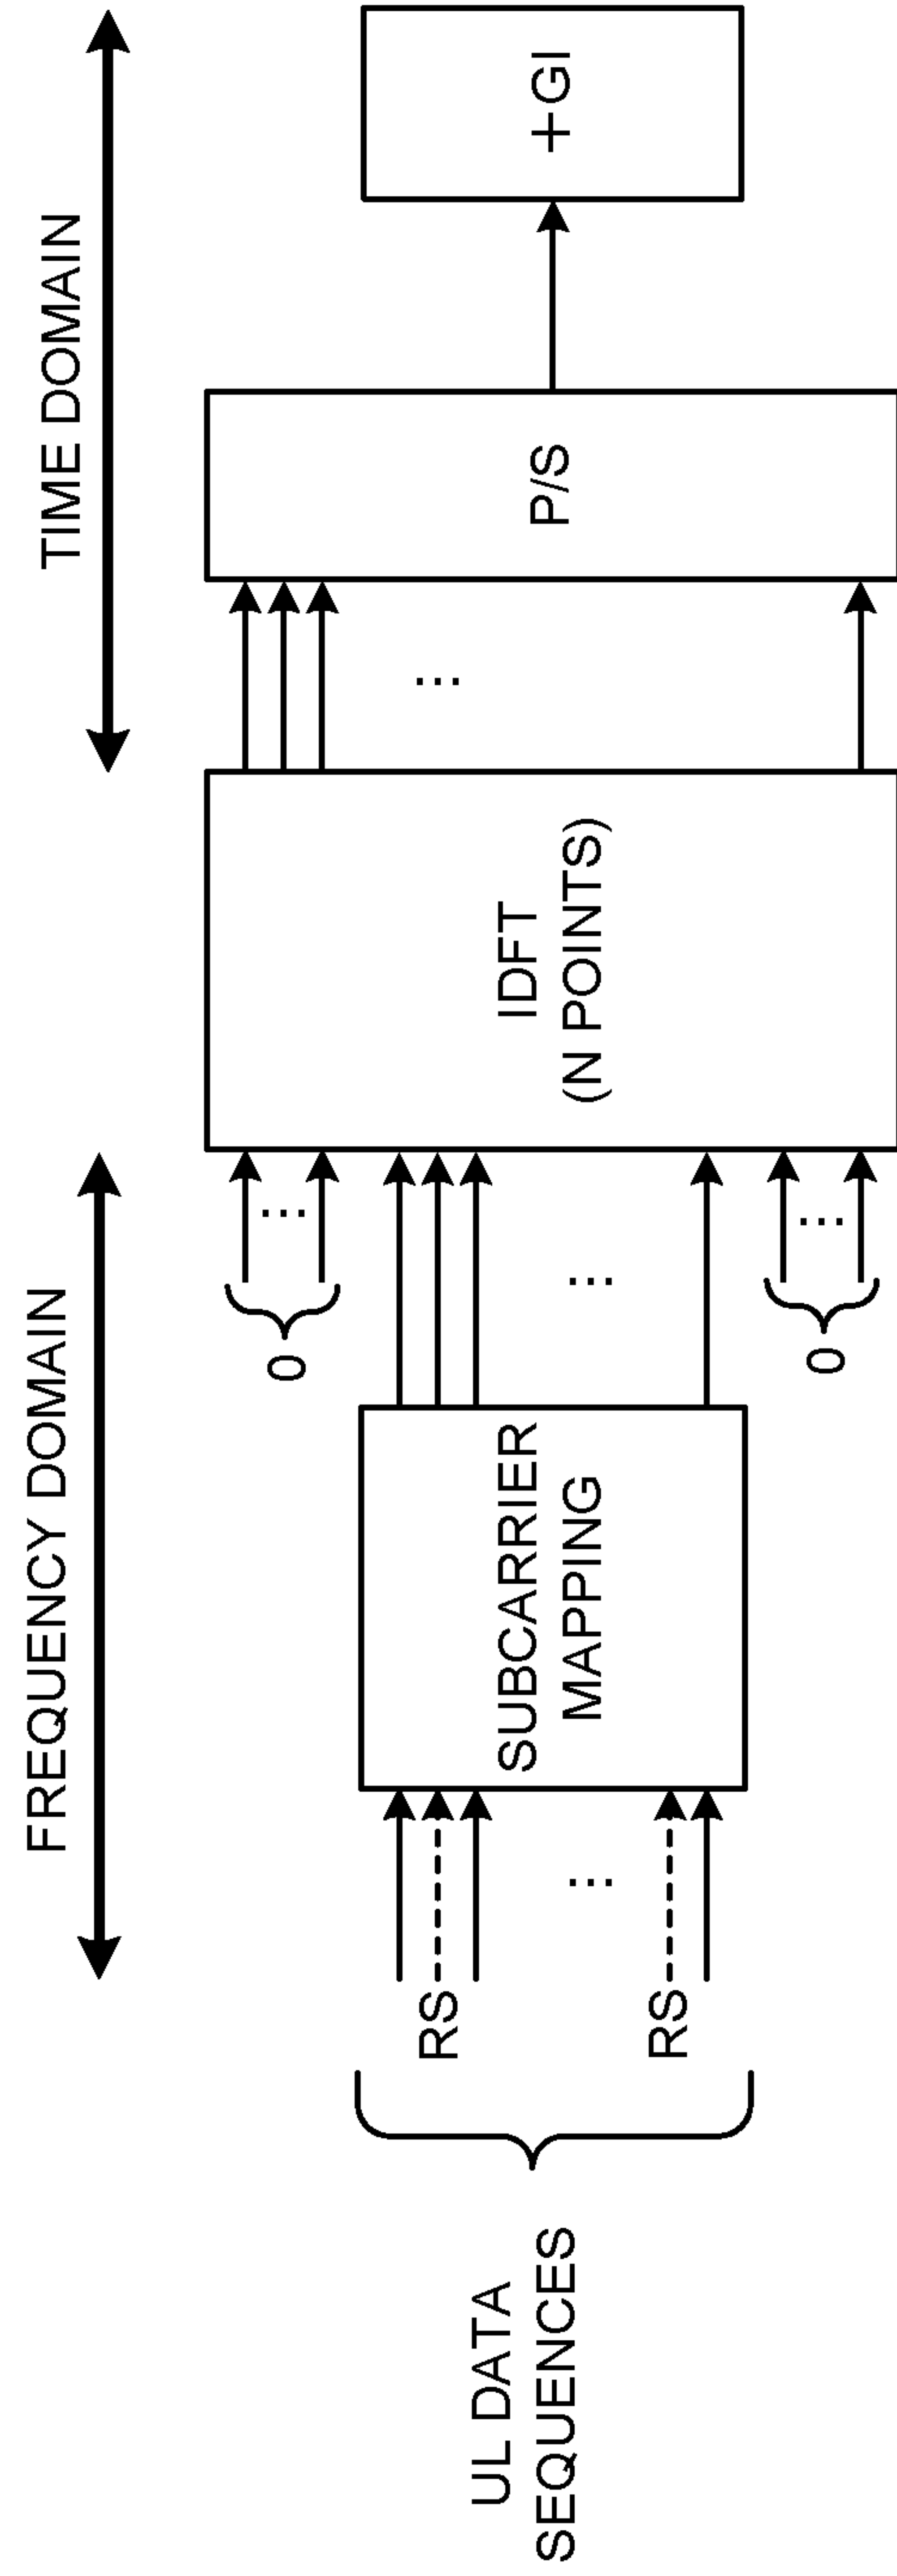 FREQUENCY DOMAIN
TIME DOMAIN
UL DATA
SEQUENCES
RS
...
RS
SUBCARRIER
MAPPING
0
...
...
0
...
IDFT
(N POINTS)
...
P/S
+GI